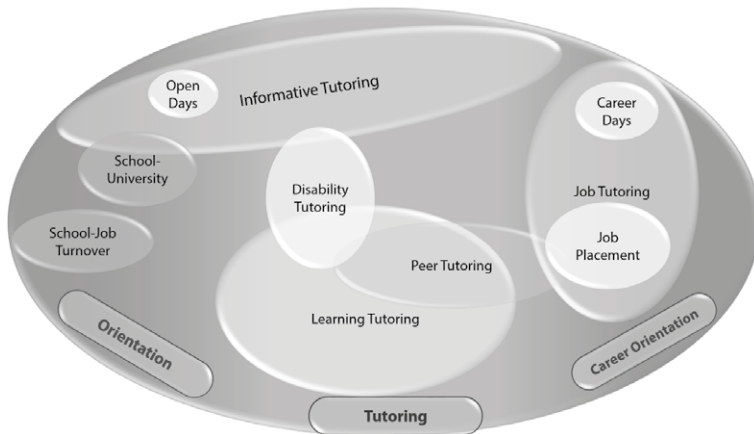 Open
Days
Informative Tutoring
Career
Days
School-
University
Disability
Tutoring
Job Tutoring
School-Job
Turnover
Peer Tutoring
Job
Placement
Learning Tutoring
Orientation
Tutoring
Career Orientation